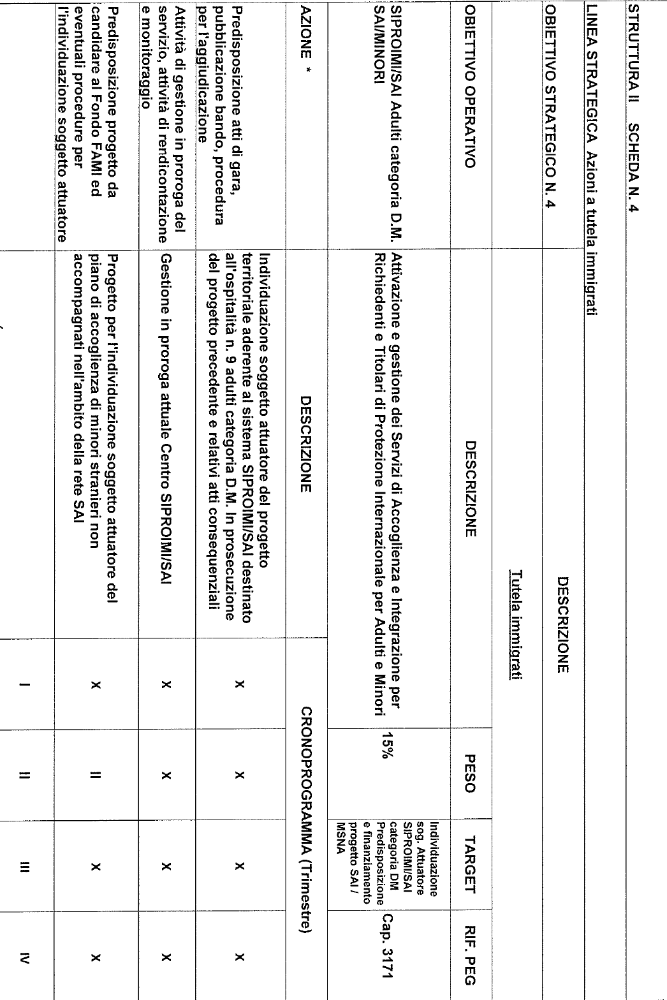 STRUTTURA II SCHEDA N. 4
LINEA STRATEGICA Azioni a tutela immigrati
OBIETTIVO STRATEGICO N. 4
DESCRIZIONE
Tutela immigrati
OBIETTIVO OPERATIVO
DESCRIZIONE
PESO
TARGET
RIF. PEG
SIPROIMI/SAI Adulti categoria D.M.
SAI/MINORI
Attivazione e gestione dei Servizi di Accoglienza e Integrazione per
Richiedenti e Titolari di Protezione Internazionale per Adulti e Minori
15%
Individuazione
sog. Attuatore
SIPROIMI/SAI
categoria DM
Predisposizione
e finanziamento
progetto SAI /
MSNA
Cap. 3171
AZIONE *
DESCRIZIONE
CRONOPROGRAMMA (Trimestre)
Predisposizione atti di gara,
pubblicazione bando, procedura
per l'aggiudicazione
Individuazione soggetto attuatore del progetto
territoriale aderente al sistema SIPROIMI/SAI destinato
all'ospitalità n. 9 adulti categoria D.M. In prosecuzione
del progetto precedente e relativi atti consequenziali
X
X
X
X
Attività di gestione in proroga del
servizio, attività di rendicontazione
e monitoraggio
Gestione in proroga attuale Centro SIPROIMI/SAI
X
X
X
X
Predisposizione progetto da
candidare al Fondo FAMI ed
eventuali procedure per
l'individuazione soggetto attuatore
Progetto per l'individuazione soggetto attuatore del
piano di accoglienza di minori stranieri non
accompagnati nell'ambito della rete SAI
X
II
X
X
I
II
III
IV